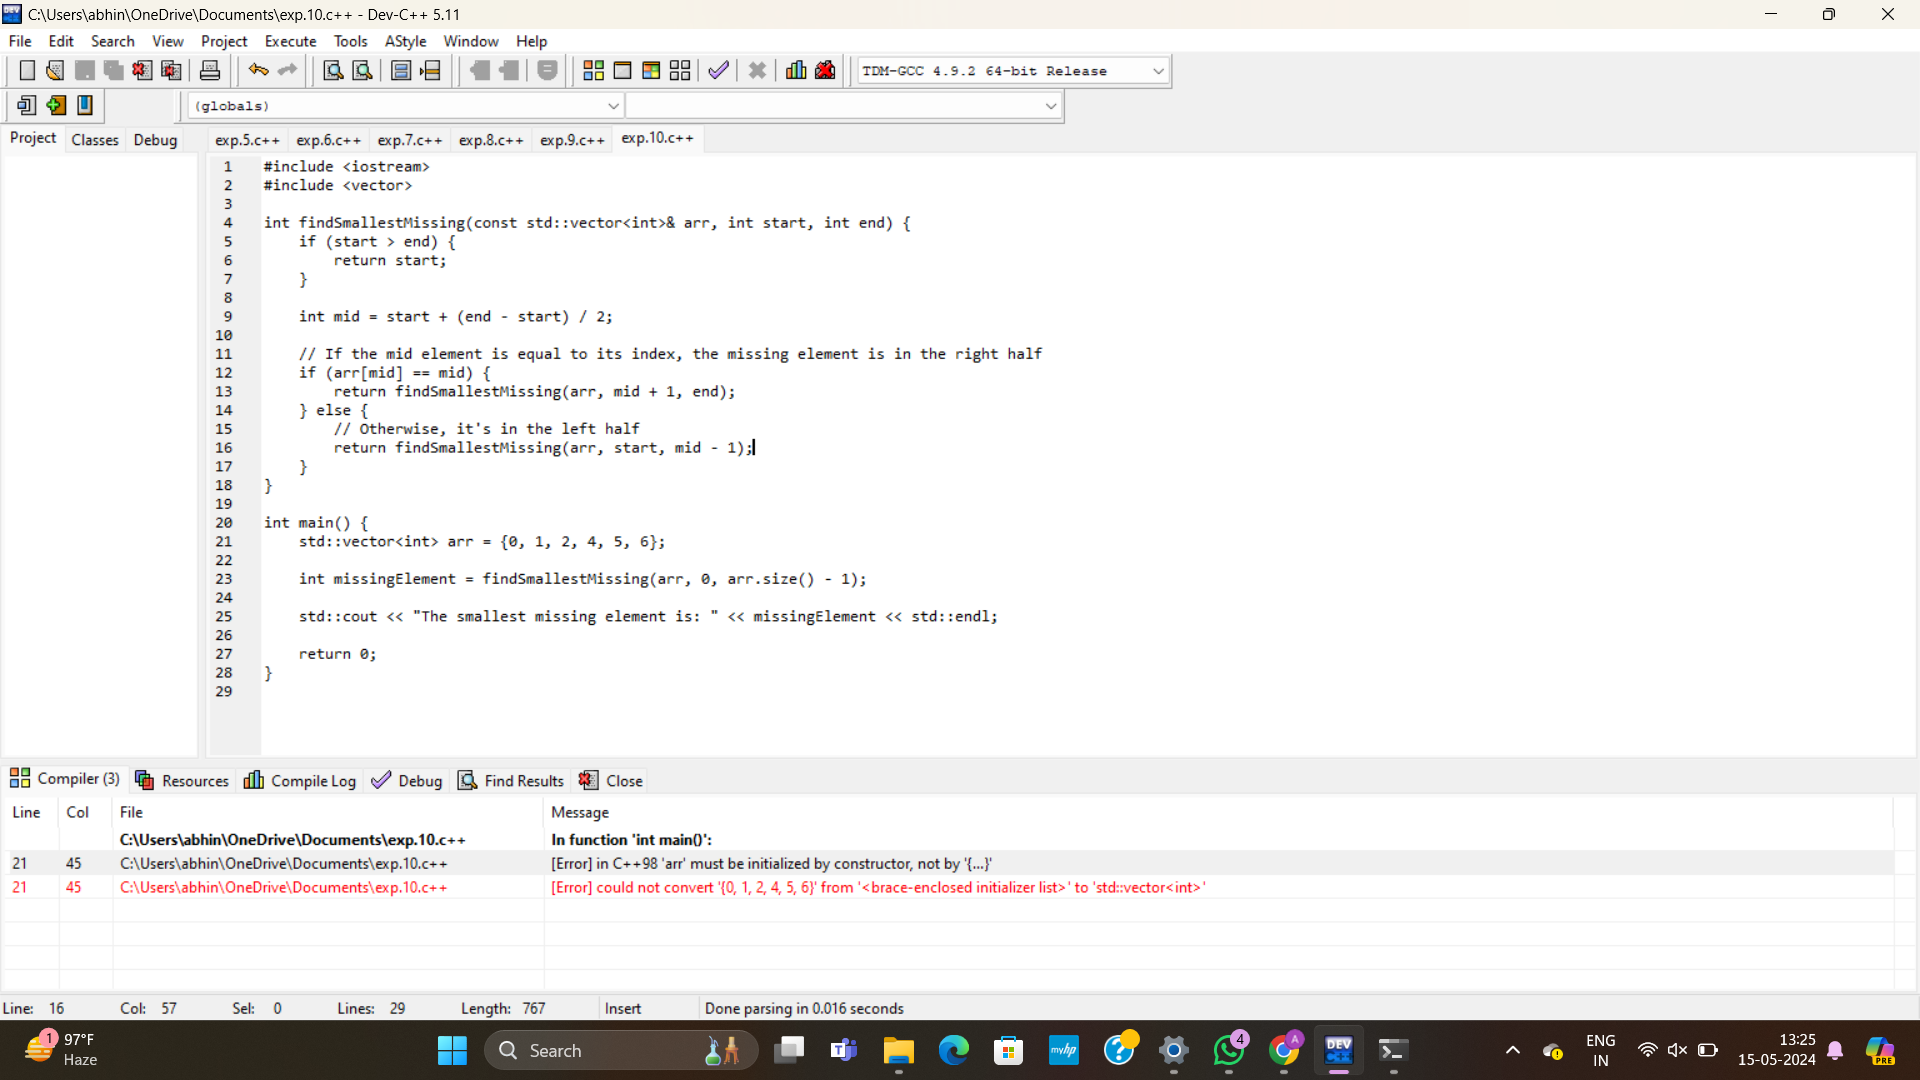 C:\Users\abhin\OneDrive\Documents\exp.10.c++ - Dev-C++ 5.11
File Edit Search View Project Execute Tools AStyle Window Help
TDM-GCC 4.9.2 64-bit Release
(globals)
Project Classes Debug
exp.5.c++ exp.6.c++ exp.7.c++ exp.8.c++ exp.9.c++ exp.10.c++
1 #include <iostream>
2 #include <vector>
3
4 int findSmallestMissing(const std::vector<int>& arr, int start, int end) {
5     if (start > end) {
6         return start;
7     }
8
9     int mid = start + (end - start) / 2;
10
11     // If the mid element is equal to its index, the missing element is in the right half
12     if (arr[mid] == mid) {
13         return findSmallestMissing(arr, mid + 1, end);
14     } else {
15         // Otherwise, it's in the left half
16         return findSmallestMissing(arr, start, mid - 1);
17     }
18 }
19
20 int main() {
21     std::vector<int> arr = {0, 1, 2, 4, 5, 6};
22
23     int missingElement = findSmallestMissing(arr, 0, arr.size() - 1);
24
25     std::cout << "The smallest missing element is: " << missingElement << std::endl;
26
27     return 0;
28 }
29
Compiler (3) Resources Compile Log Debug Find Results Close
Line Col File Message
C:\Users\abhin\OneDrive\Documents\exp.10.c++ In function 'int main()':
21 45 C:\Users\abhin\OneDrive\Documents\exp.10.c++ [Error] in C++98 'arr' must be initialized by constructor, not by '{...}'
21 45 C:\Users\abhin\OneDrive\Documents\exp.10.c++ [Error] could not convert '{0, 1, 2, 4, 5, 6}' from '<brace-enclosed initializer list>' to 'std::vector<int>'
Line: 16 Col: 57 Sel: 0 Lines: 29 Length: 767 Insert Done parsing in 0.016 seconds
1 97°F
Haze
Search
myhp
4
A
DEV
ENG
IN
13:25
15-05-2024
PRE